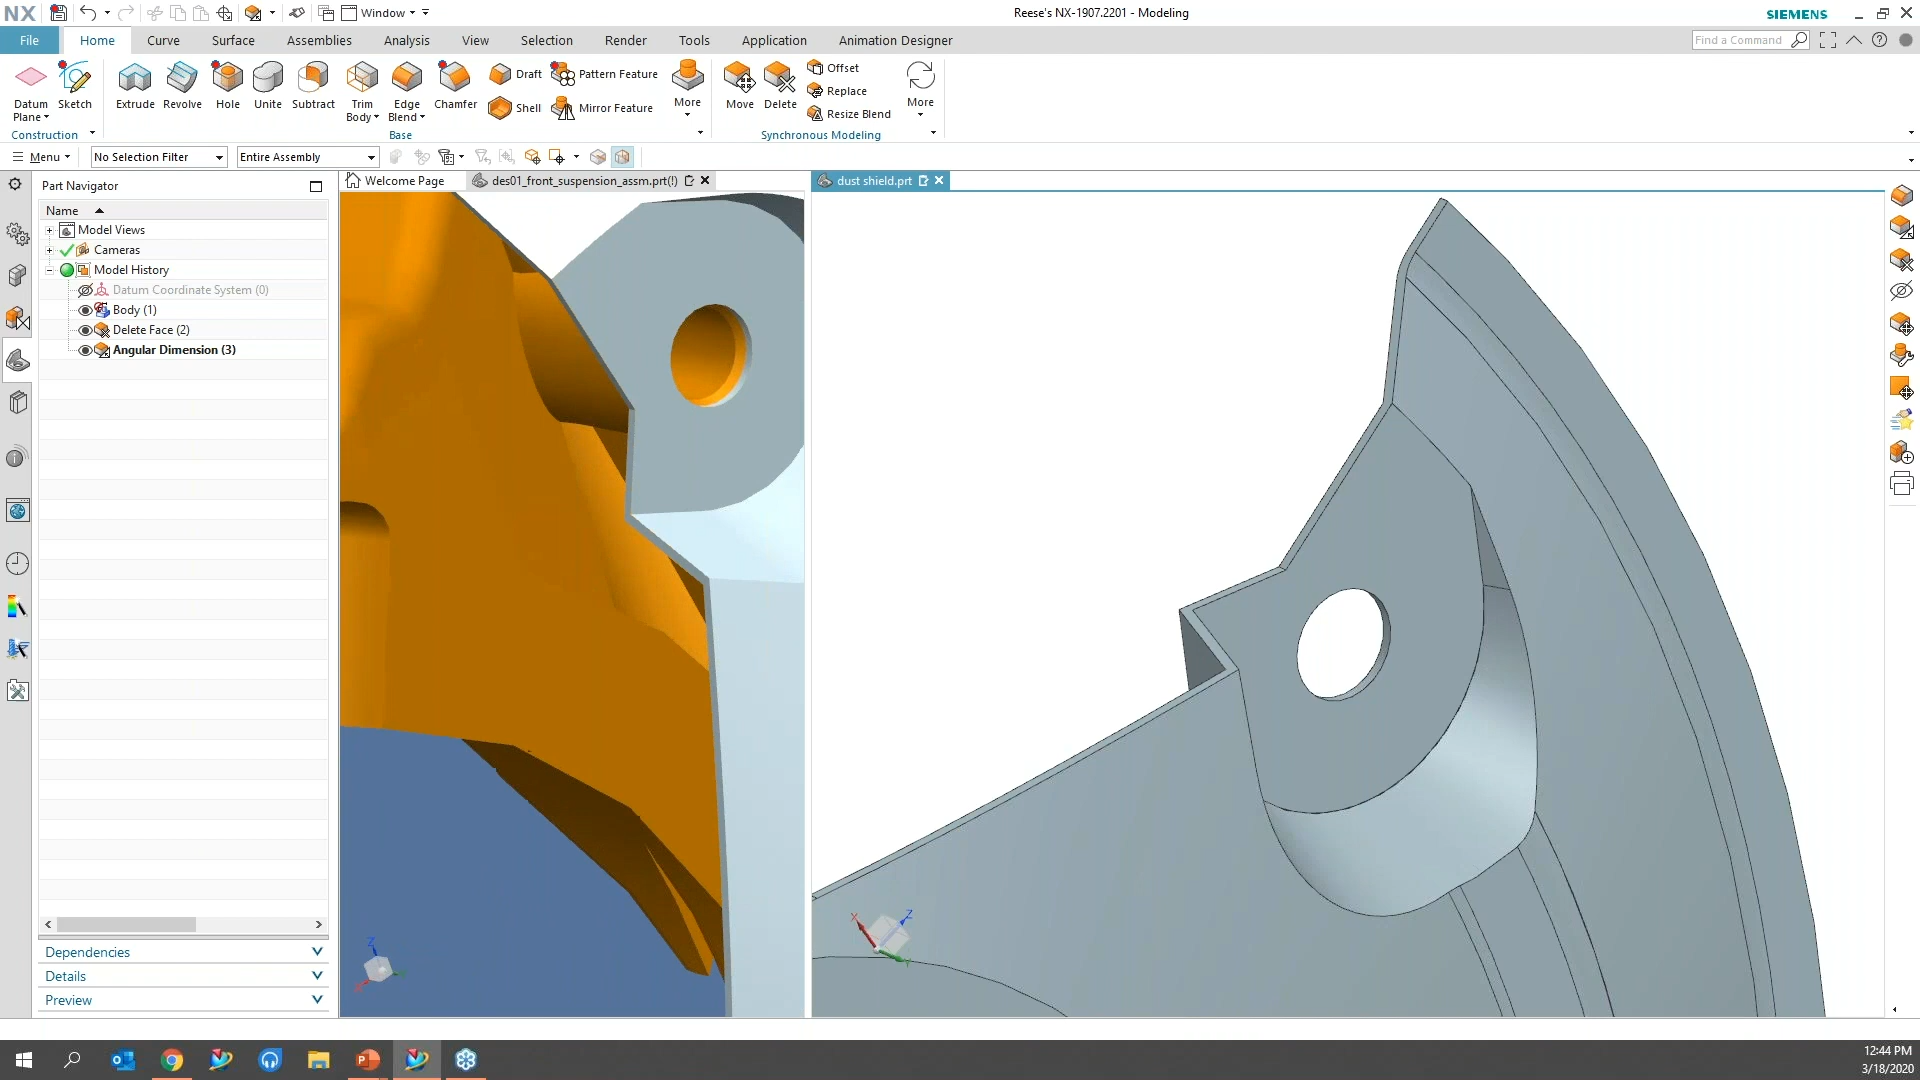 NX Window Reese's NX-1907.2201 - Modeling SIEMENS
File Home Curve Surface Assemblies Analysis View Selection Render Tools Application Animation Designer Find a Command
Datum Plane Sketch Extrude Revolve Hole Unite Subtract Trim Body Edge Blend Chamfer Draft Shell Pattern Feature Mirror Feature More Move Delete Offset Replace Resize Blend More
Construction Base Synchronous Modeling
Menu No Selection Filter Entire Assembly
Part Navigator Welcome Page des01_front_suspension_assm.prt(!) dust shield.prt
Name
Model Views
Cameras
Model History
Datum Coordinate System (0)
Body (1)
Delete Face (2)
Angular Dimension (3)
Dependencies
Details
Preview
Z
X
X
Z
Y
12:44 PM
3/18/2020